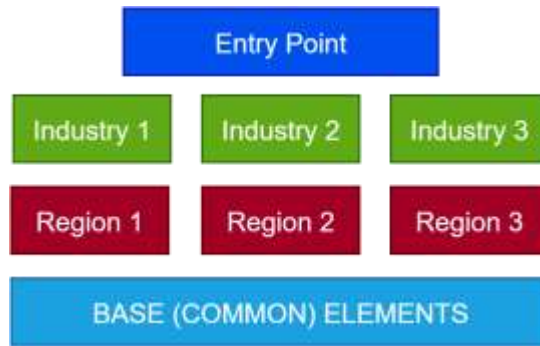 Entry Point
Industry 1 Industry 2 Industry 3
Region 1 Region 2 Region 3
BASE (COMMON) ELEMENTS